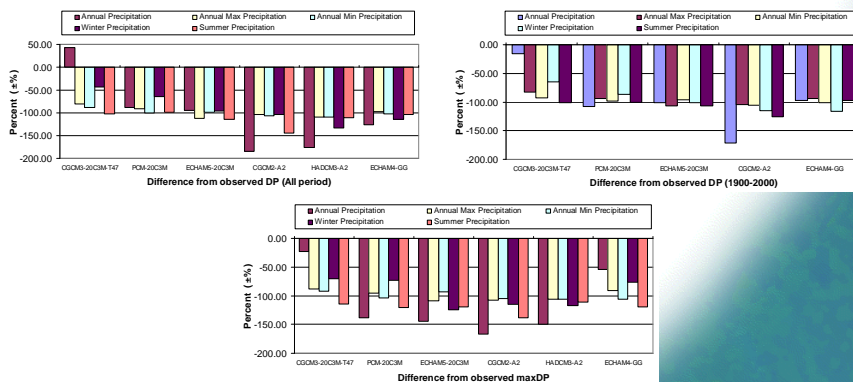 Annual Precipitation Annual Max Precipitation Annual Min Precipitation
Winter Precipitation Summer Precipitation
50.00
0.00
-50.00
-100.00
-150.00
-200.00
Percent (±%)
CGCM3-20C3M-T47 PCM-20C3M ECHAM5-20C3M CGCM2-A2 HADCM3-A2 ECHAM4-GG
Difference from observed DP (All period)
Annual Precipitation Annual Max Precipitation Annual Min Precipitation
Winter Precipitation Summer Precipitation
0.00
-50.00
-100.00
-150.00
-200.00
Percent (±%)
CGCM3-20C3M-T47 PCM-20C3M ECHAM5-20C3M CGCM2-A2 ECHAM4-GG
Difference from observed DP (1900-2000)
Annual Precipitation Annual Max Precipitation Annual Min Precipitation
Winter Precipitation Summer Precipitation
0.00
-50.00
-100.00
-150.00
-200.00
Percent (±%)
CGCM3-20C3M-T47 PCM-20C3M ECHAM5-20C3M CGCM2-A2 HADCM3-A2 ECHAM4-GG
Difference from observed maxDP